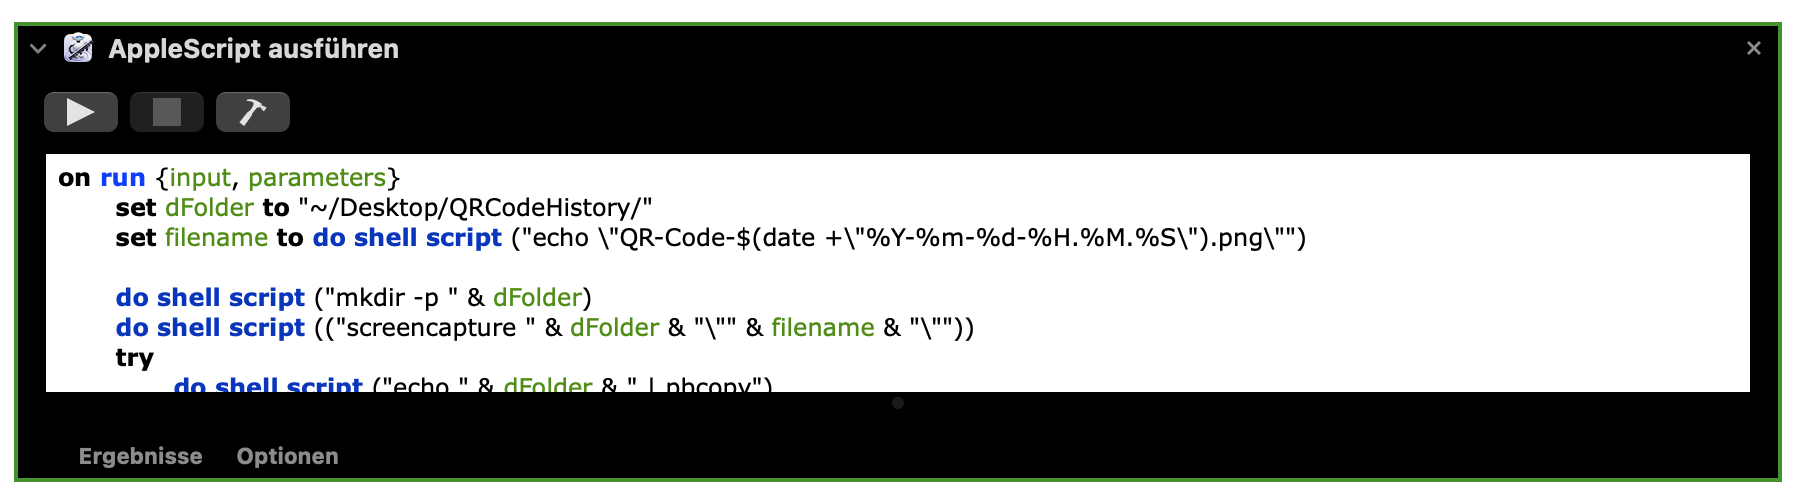 AppleScript ausführen
on run {input, parameters}
set dFolder to "~/Desktop/QRCodeHistory/"
set filename to do shell script ("echo \"QR-Code-$(date +\"%Y-%m-%d-%H.%M.%S\").png\"")
do shell script ("mkdir -p " & dFolder)
do shell script (("screencapture " & dFolder & "\"" & filename & "\""))
try
do shell script ("echo " & dFolder & " | pbcopy")
Ergebnisse Optionen